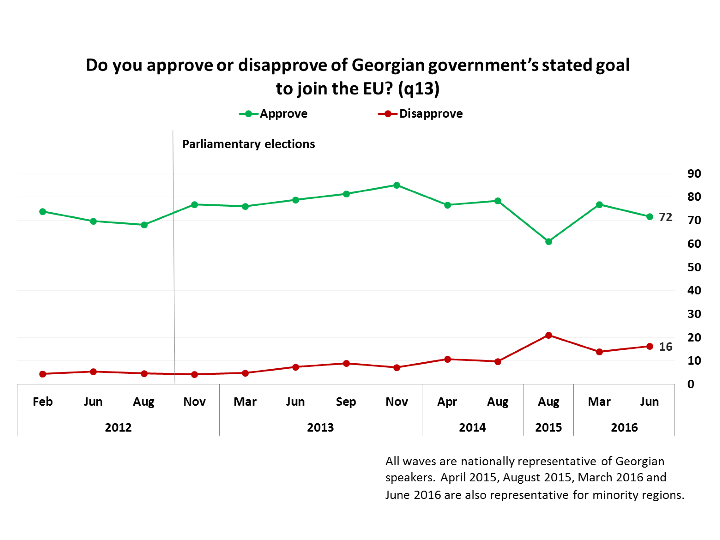 Do you approve or disapprove of Georgian government's stated goal
to join the EU? (q13)
Approve Disapprove
Parliamentary elections
90
80
72 70
60
50
40
30
20
16
10
0
Feb Jun Aug Nov Mar Jun Sep Nov Apr Aug Aug Mar Jun
2012 2013 2014 2015 2016
All waves are nationally representative of Georgian
speakers. April 2015, August 2015, March 2016 and
June 2016 are also representative for minority regions.